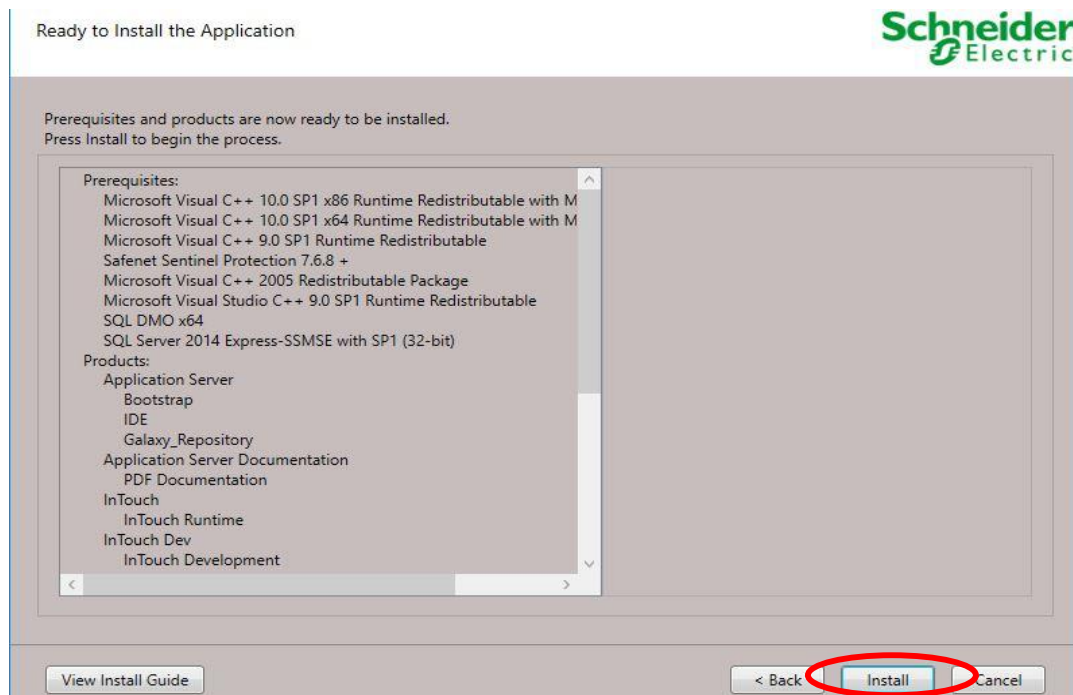 Ready to Install the Application
Schneider
Electric
Prerequisites and products are now ready to be installed.
Press Install to begin the process.
Prerequisites:
Microsoft Visual C++ 10.0 SP1 x86 Runtime Redistributable with M
Microsoft Visual C++ 10.0 SP1 x64 Runtime Redistributable with M
Microsoft Visual C++ 9.0 SP1 Runtime Redistributable
Safenet Sentinel Protection 7.6.8 +
Microsoft Visual C++ 2005 Redistributable Package
Microsoft Visual Studio C++ 9.0 SP1 Runtime Redistributable
SQL DMO x64
SQL Server 2014 Express-SSMSE with SP1 (32-bit)
Products:
Application Server
Bootstrap
IDE
Galaxy_Repository
Application Server Documentation
PDF Documentation
InTouch
InTouch Runtime
InTouch Dev
InTouch Development
View Install Guide
< Back
Install
Cancel